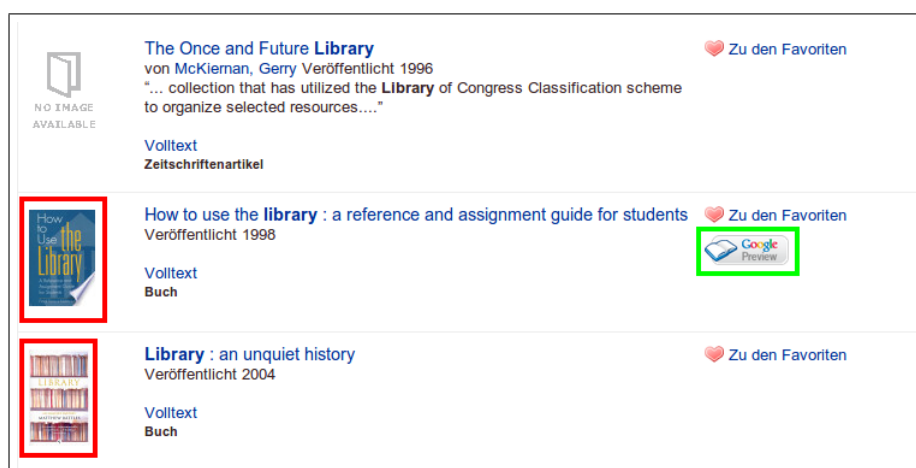 The Once and Future Library
Zu den Favoriten
von McKiernan, Gerry Veröffentlicht 1996
“... collection that has utilized the Library of Congress Classification scheme
to organize selected resources....”
NO IMAGE
AVAILABLE
Volltext
Zeitschriftenartikel
How to use the library : a reference and assignment guide for students
Zu den Favoriten
Veröffentlicht 1998
Google
Preview
Volltext
Buch
How
to
Use the
Library
Library : an unquiet history
Zu den Favoriten
Veröffentlicht 2004
Volltext
Buch
LIBRARY